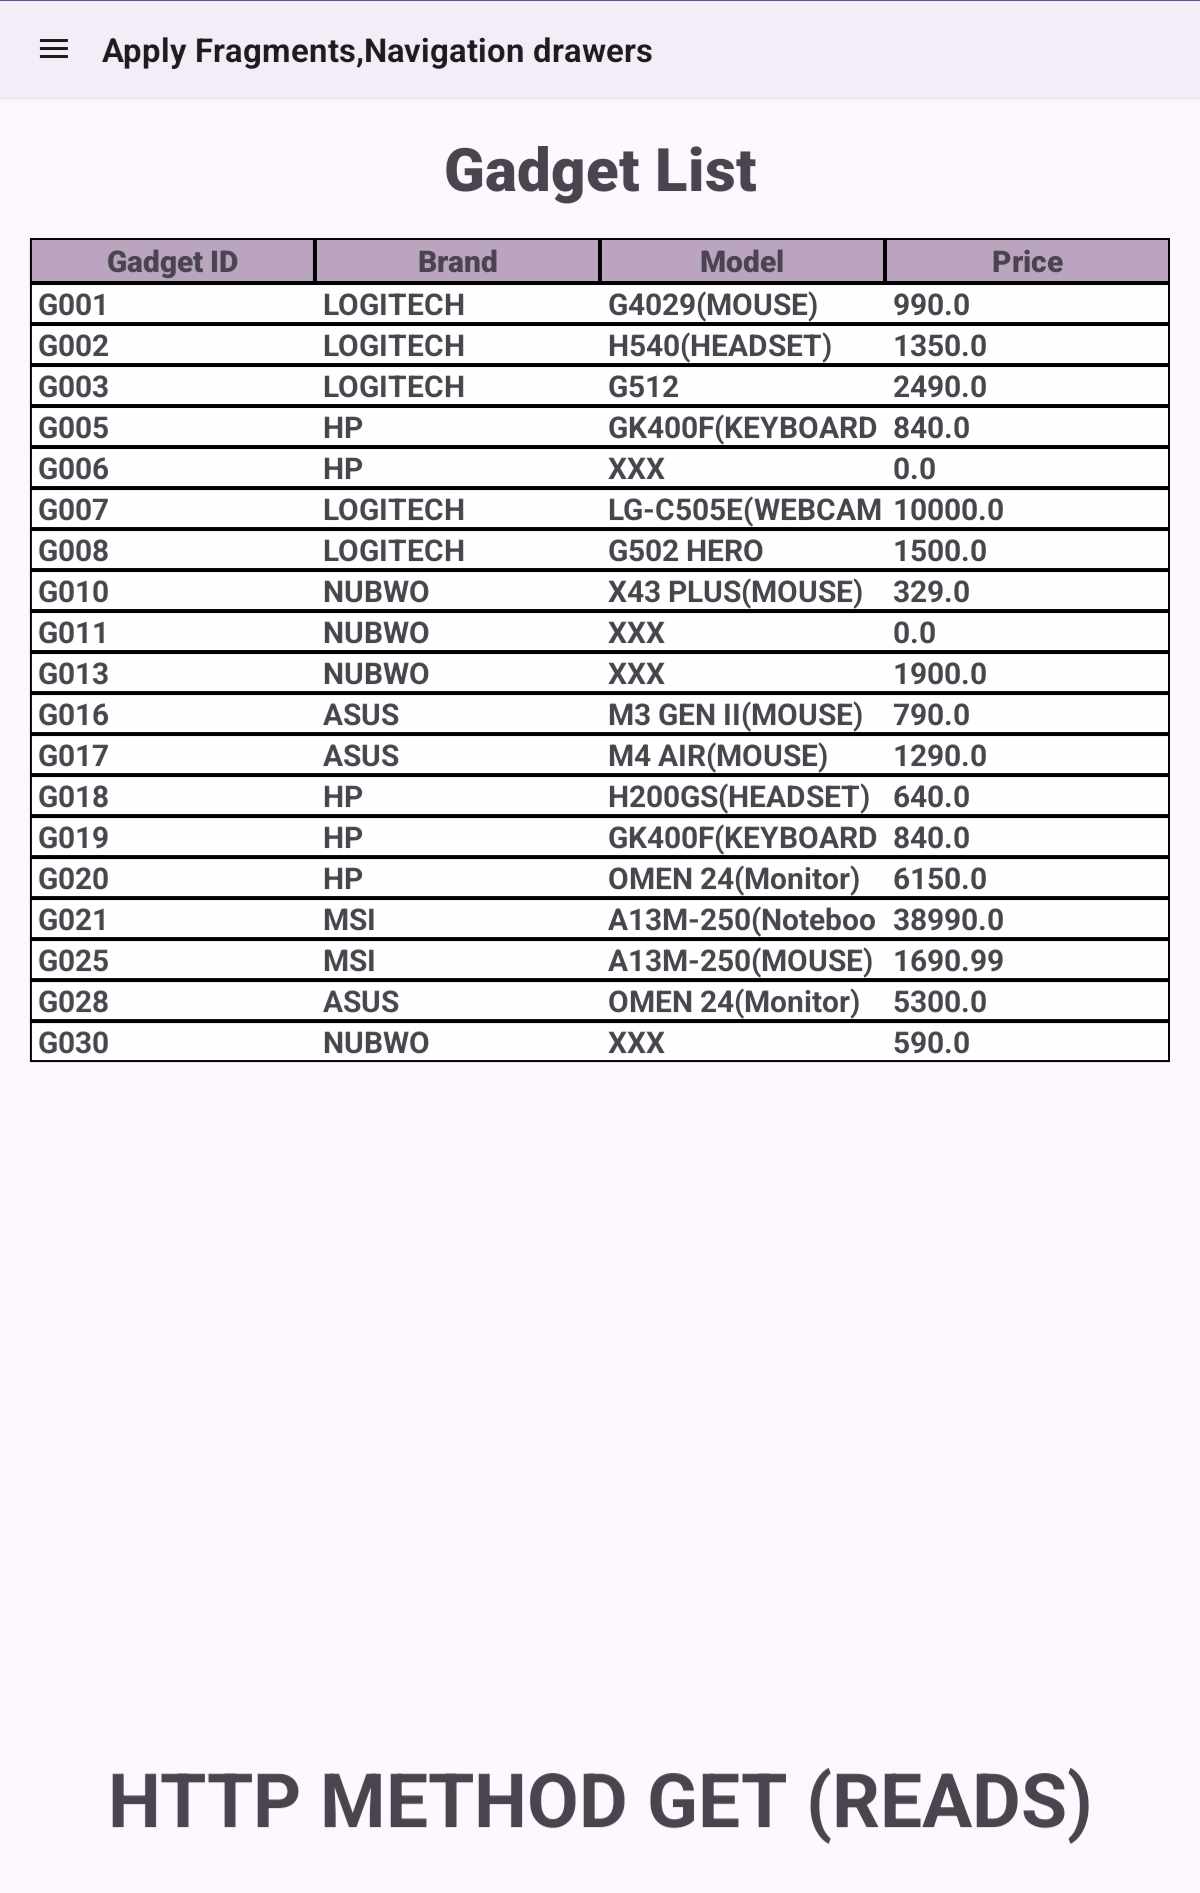 Apply Fragments,Navigation drawers
Gadget List
Gadget ID Brand Model Price
G001 LOGITECH G4029(MOUSE) 990.0
G002 LOGITECH H540(HEADSET) 1350.0
G003 LOGITECH G512 2490.0
G005 HP GK400F(KEYBOARD 840.0
G006 HP XXX 0.0
G007 LOGITECH LG-C505E(WEBCAM 10000.0
G008 LOGITECH G502 HERO 1500.0
G010 NUBWO X43 PLUS(MOUSE) 329.0
G011 NUBWO XXX 0.0
G013 NUBWO XXX 1900.0
G016 ASUS M3 GEN II(MOUSE) 790.0
G017 ASUS M4 AIR(MOUSE) 1290.0
G018 HP H200GS(HEADSET) 640.0
G019 HP GK400F(KEYBOARD 840.0
G020 HP OMEN 24(Monitor) 6150.0
G021 MSI A13M-250(Noteboo 38990.0
G025 MSI A13M-250(MOUSE) 1690.99
G028 ASUS OMEN 24(Monitor) 5300.0
G030 NUBWO XXX 590.0
HTTP METHOD GET (READS)